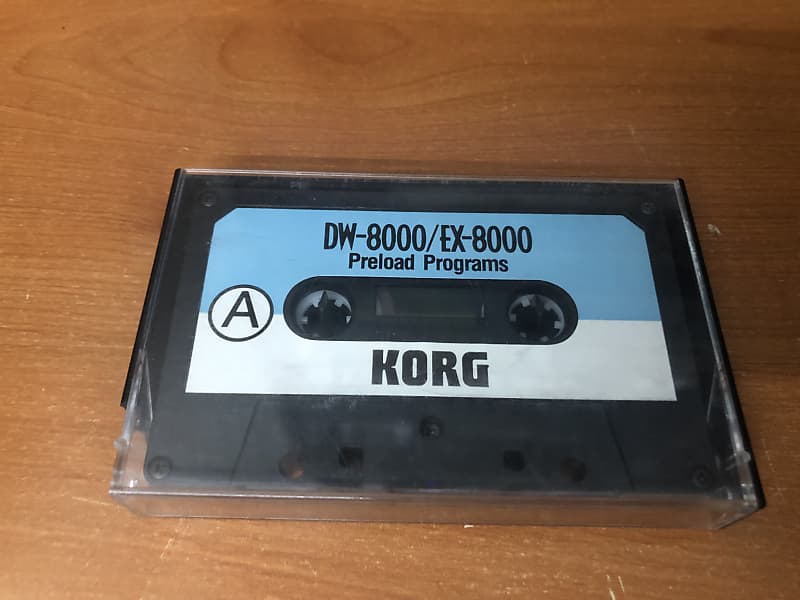 DW-8000/EX-8000
Preload Programs
A
KORG